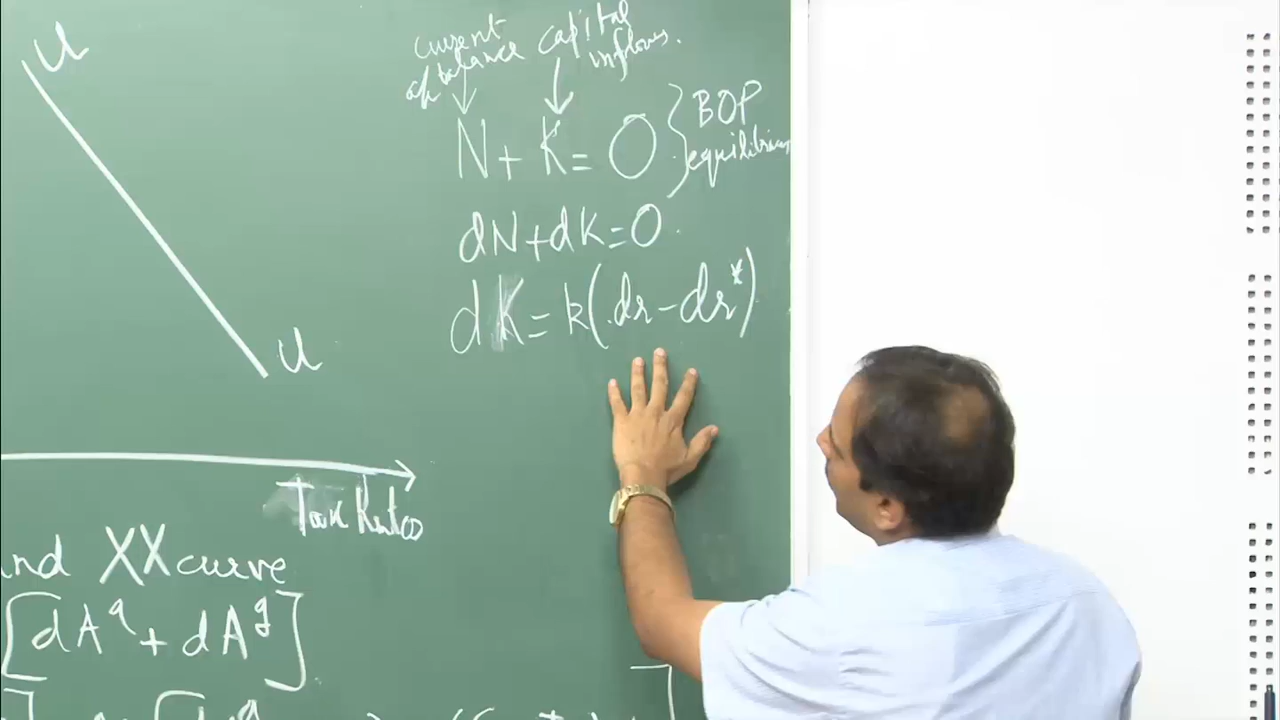 U
U
Tax Rates
and XX curve
[dA^q + dA^g]
current capital
a/c balance inflows.
N + K = 0 } BOP
equilibrium
dN + dK = 0.
dK = k(dr - dr*)